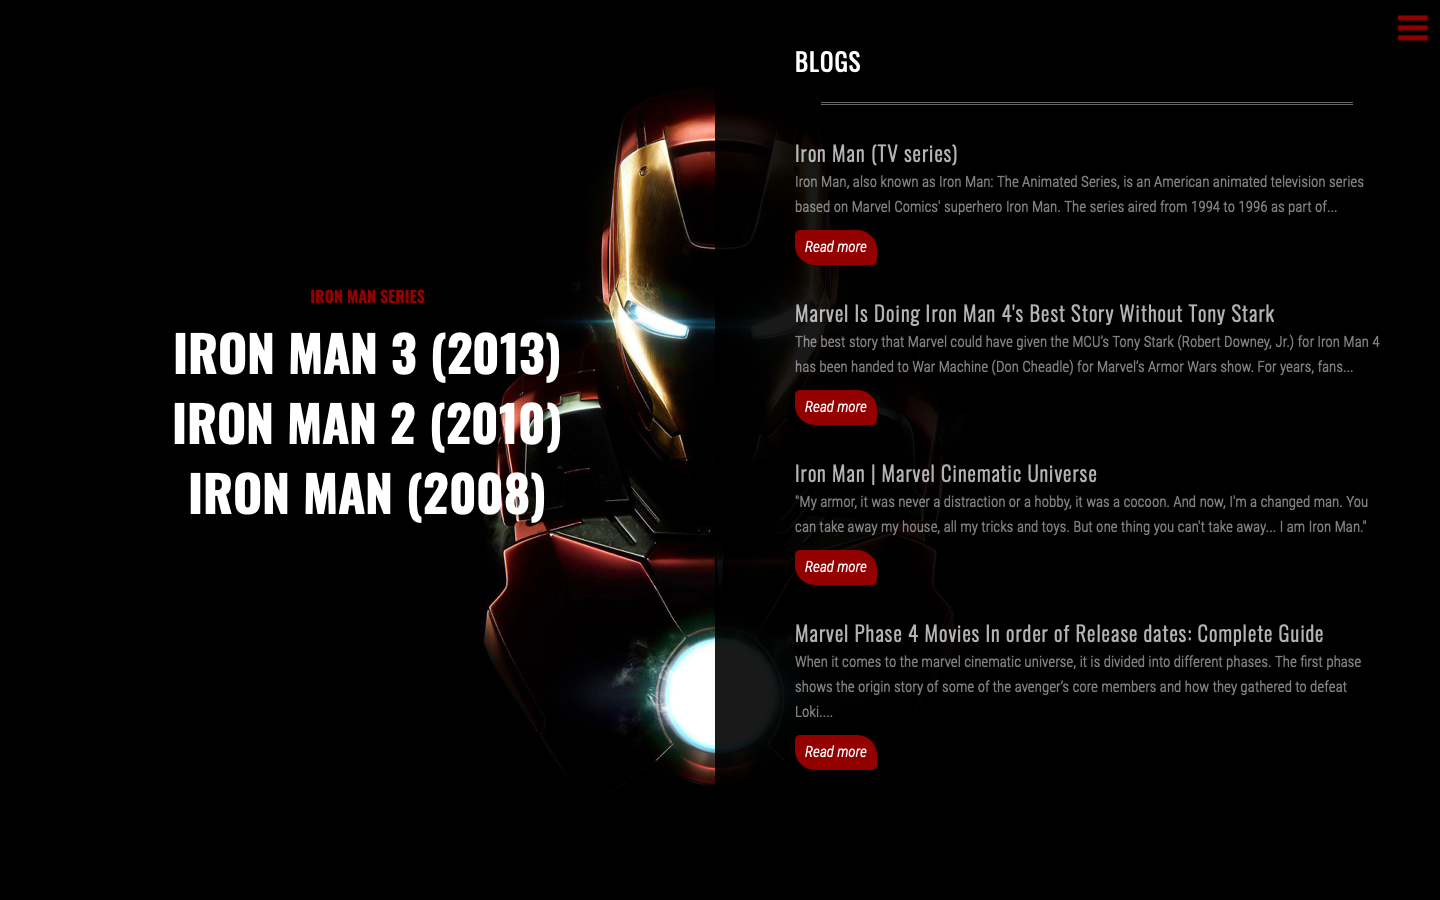 IRON MAN SERIES
IRON MAN 3 (2013)
IRON MAN 2 (2010)
IRON MAN (2008)
BLOGS
Iron Man (TV series)
Iron Man, also known as Iron Man: The Animated Series, is an American animated television series
based on Marvel Comics' superhero Iron Man. The series aired from 1994 to 1996 as part of...
Read more
Marvel Is Doing Iron Man 4's Best Story Without Tony Stark
The best story that Marvel could have given the MCU's Tony Stark (Robert Downey, Jr.) for Iron Man 4
has been handed to War Machine (Don Cheadle) for Marvel's Armor Wars show. For years, fans...
Read more
Iron Man | Marvel Cinematic Universe
"My armor, it was never a distraction or a hobby, it was a cocoon. And now, I'm a changed man. You
can take away my house, all my tricks and toys. But one thing you can't take away... I am Iron Man."
Read more
Marvel Phase 4 Movies In order of Release dates: Complete Guide
When it comes to the marvel cinematic universe, it is divided into different phases. The first phase
shows the origin story of some of the avenger's core members and how they gathered to defeat
Loki....
Read more